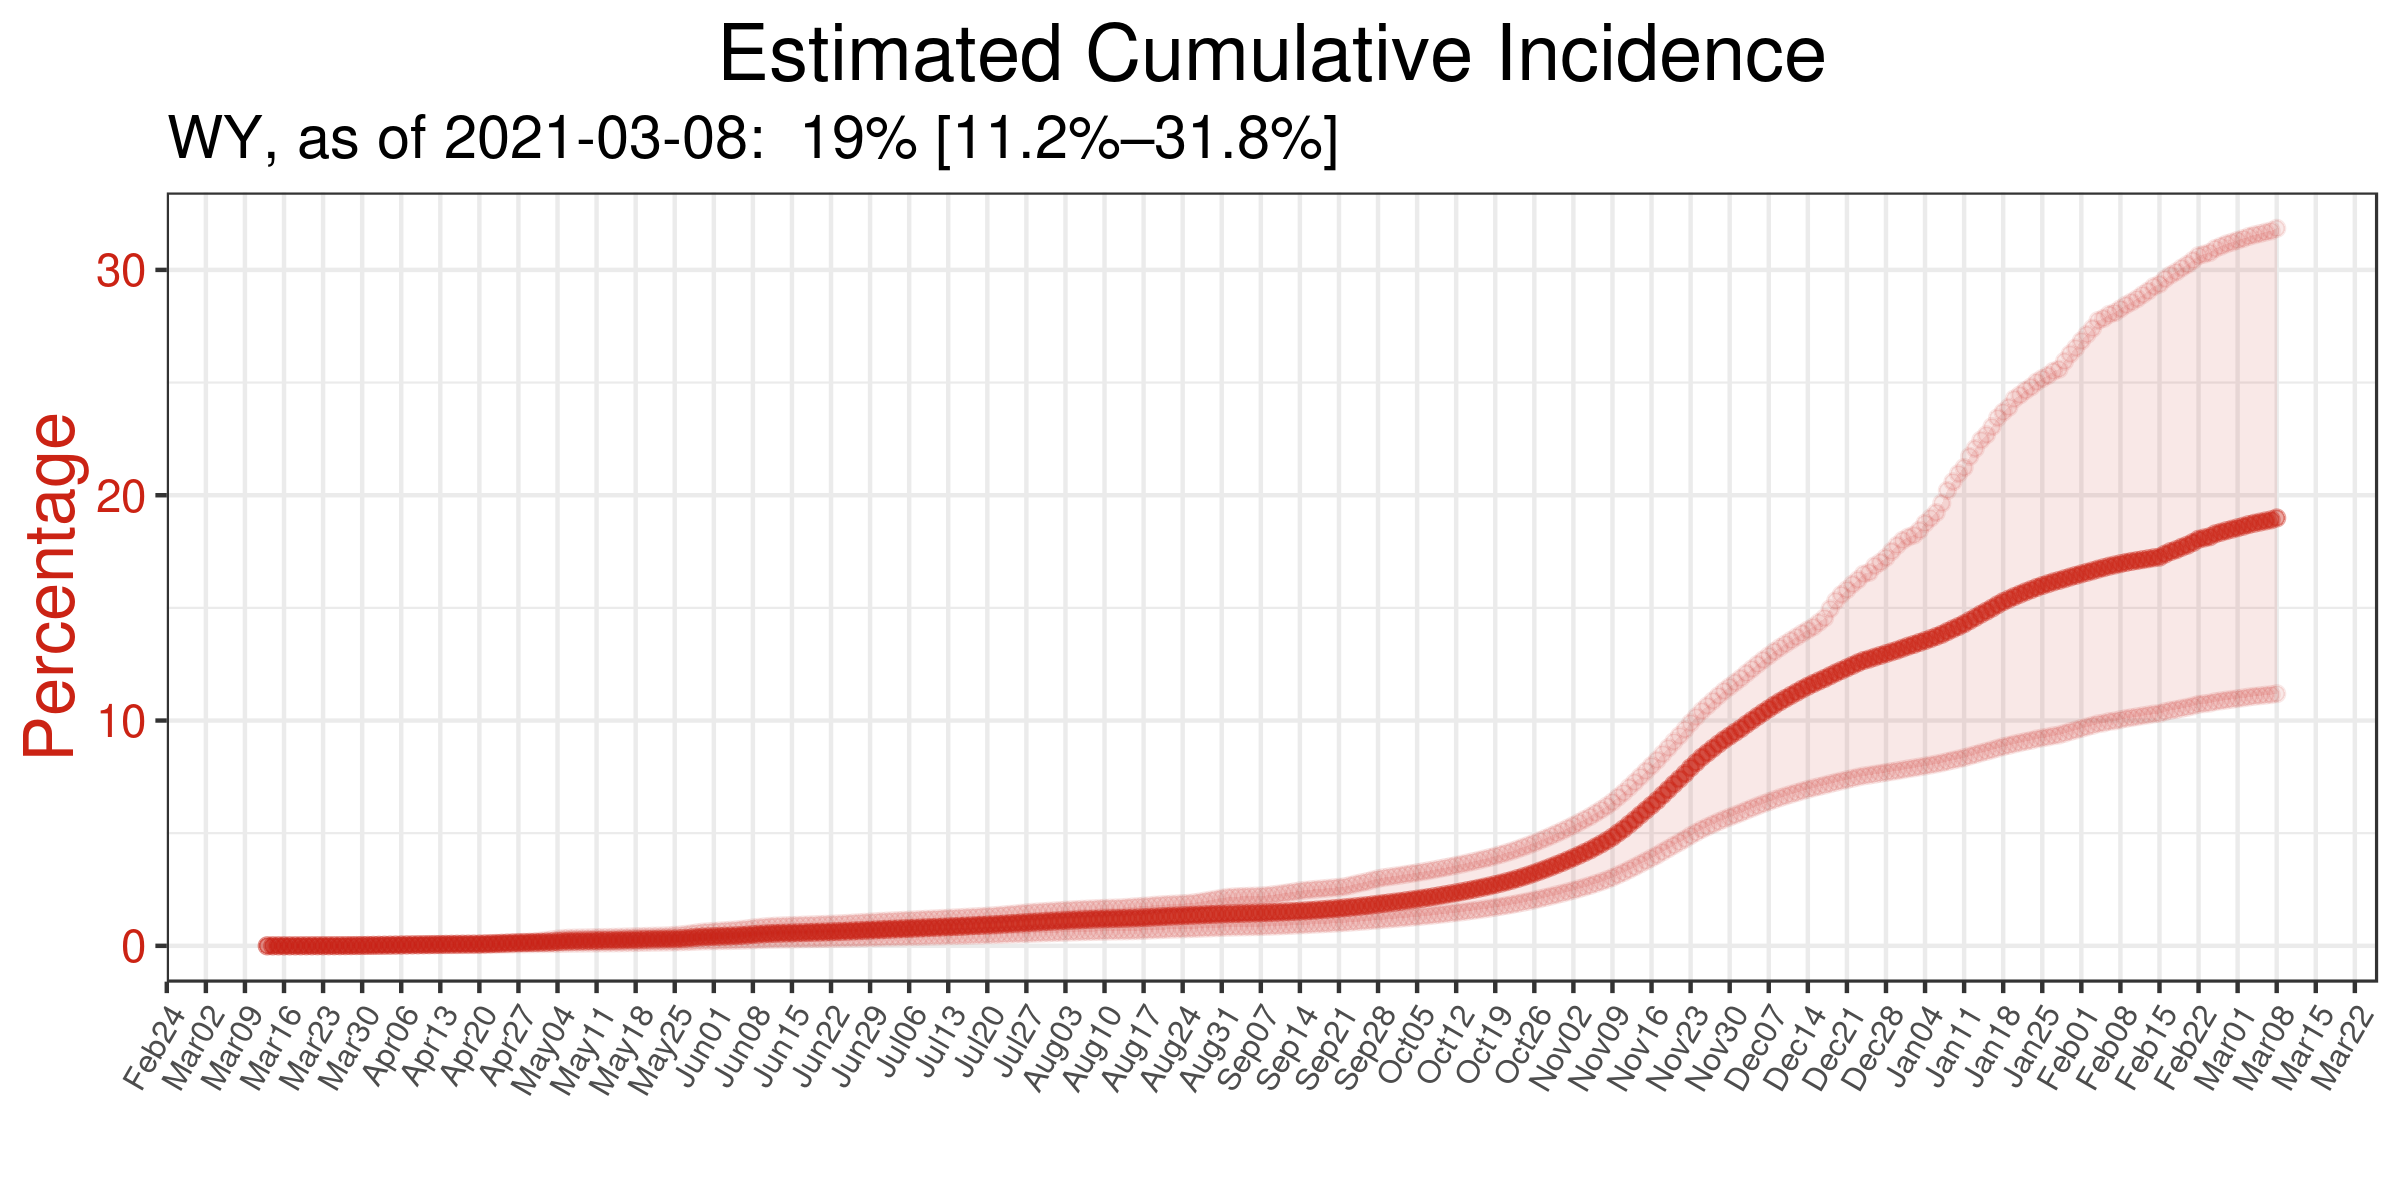 Estimated Cumulative Incidence
WY, as of 2021-03-08:  19% [11.2%–31.8%]
Percentage
30
20
10
0
Feb24
Mar02
Mar09
Mar16
Mar23
Mar30
Apr06
Apr13
Apr20
Apr27
May04
May11
May18
May25
Jun01
Jun08
Jun15
Jun22
Jun29
Jul06
Jul13
Jul20
Jul27
Aug03
Aug10
Aug17
Aug24
Aug31
Sep07
Sep14
Sep21
Sep28
Oct05
Oct12
Oct19
Oct26
Nov02
Nov09
Nov16
Nov23
Nov30
Dec07
Dec14
Dec21
Dec28
Jan04
Jan11
Jan18
Jan25
Feb01
Feb08
Feb15
Feb22
Mar01
Mar08
Mar15
Mar22